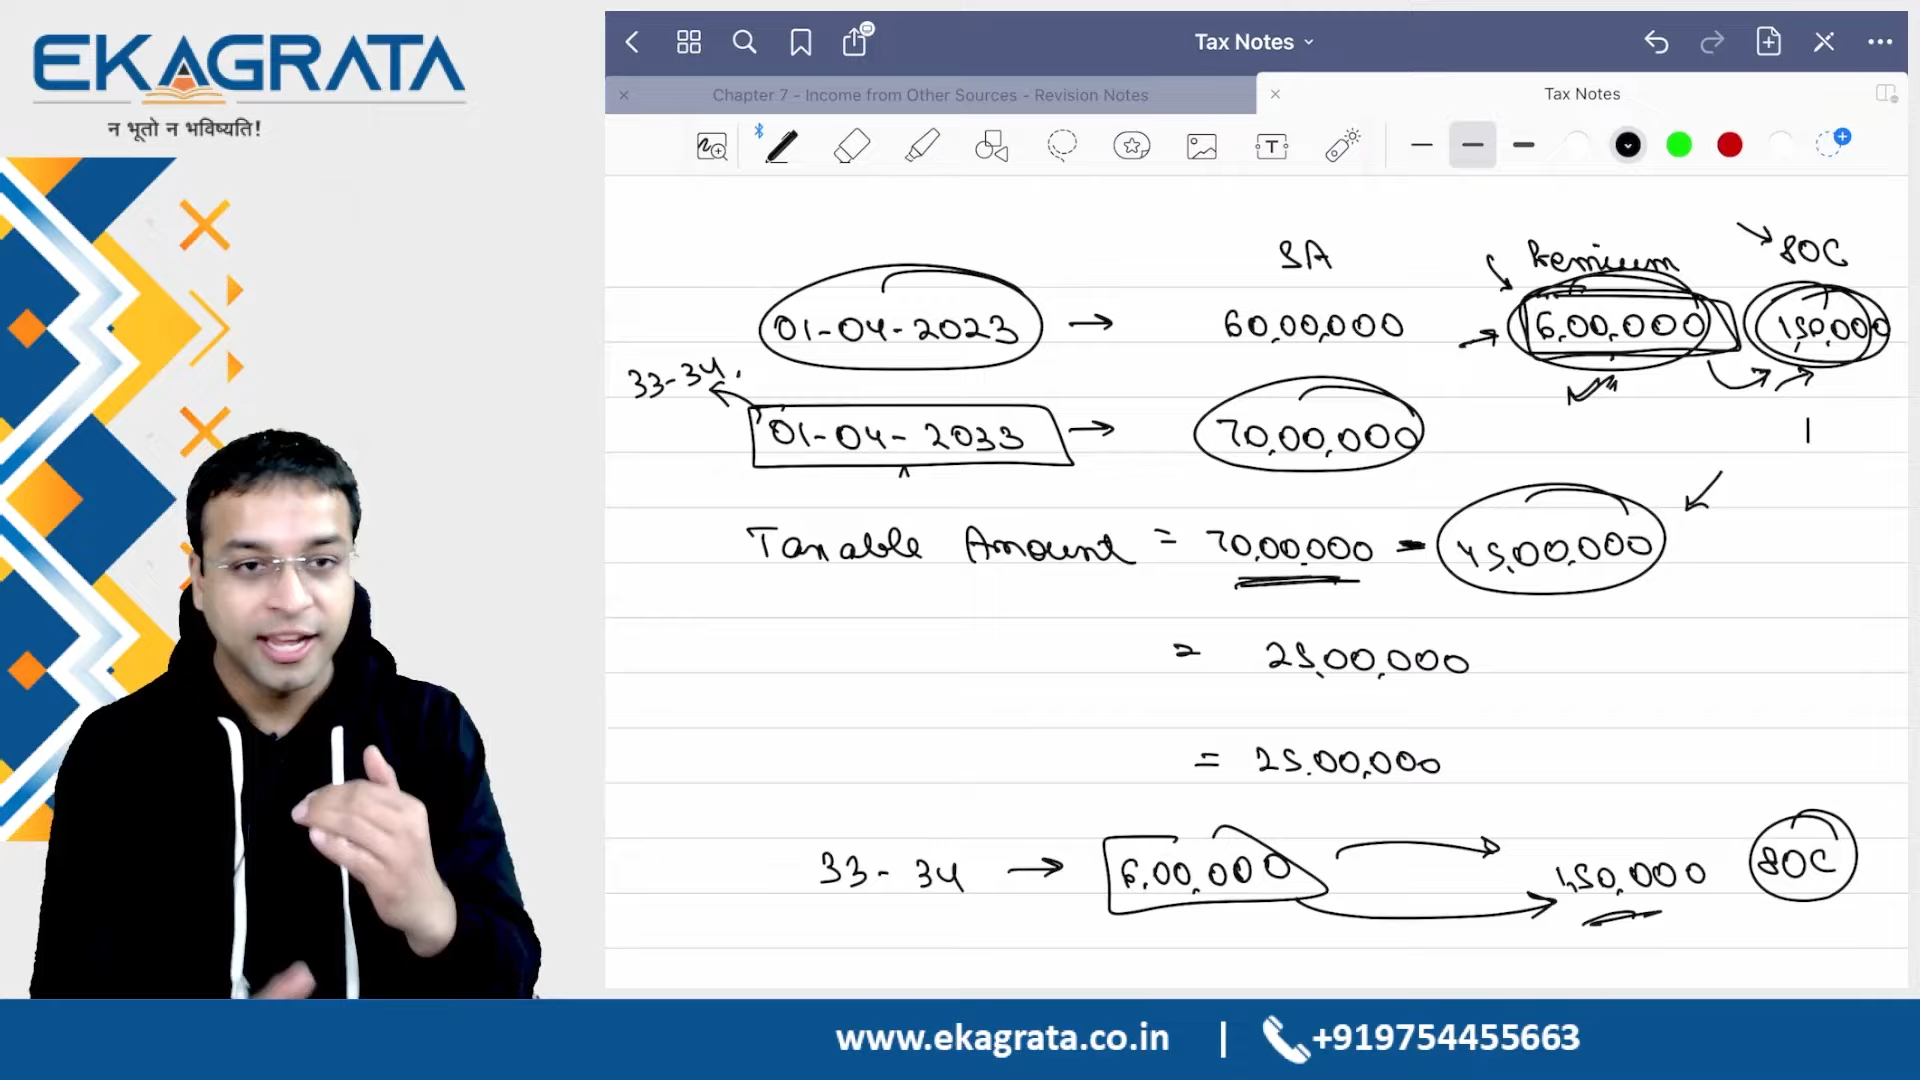 EKAGRATA
न भूतो न भविष्यति!
Tax Notes
Chapter 7 - Income from Other Sources - Revision Notes
Tax Notes
SA Premium 80C
01-04-2023 → 60,00,000 → 6,00,000 1,50,000
33-34.
01-04-2033 → 70,00,000
Taxable Amount = 70,00,000 - 45,00,000
= 25,00,000
= 25,00,000
33-34 → 6,00,000 1,50,000 80C
www.ekagrata.co.in | +919754455663